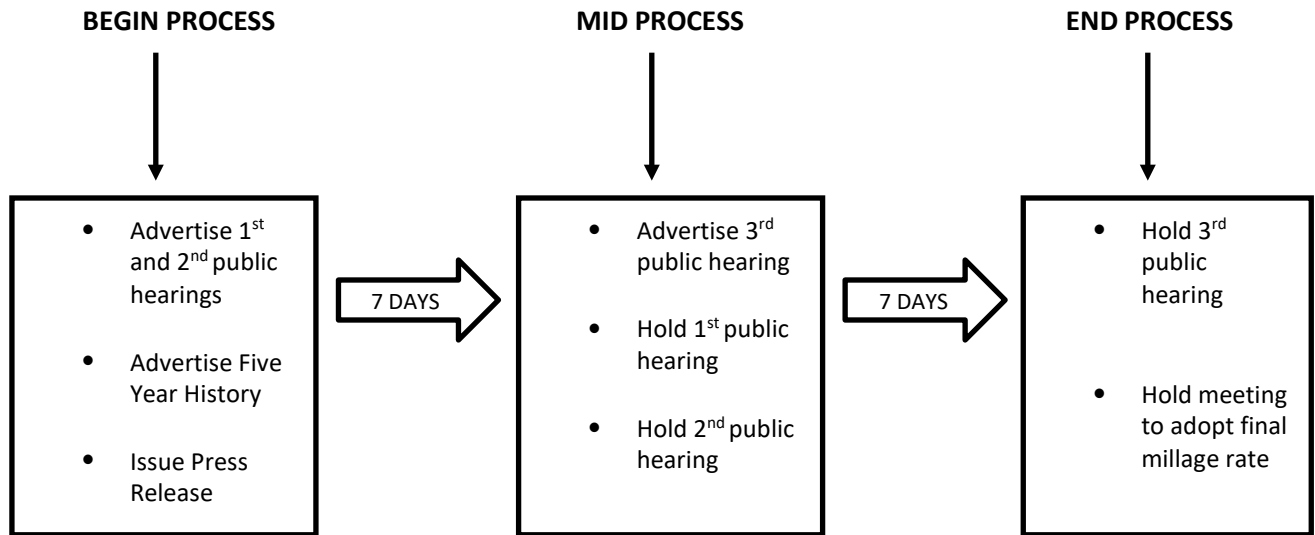 BEGIN PROCESS
MID PROCESS
END PROCESS
• Advertise 1st
and 2nd public
hearings
• Advertise Five
Year History
• Issue Press
Release
7 DAYS
• Advertise 3rd
public hearing
• Hold 1st public
hearing
• Hold 2nd public
hearing
7 DAYS
• Hold 3rd
public
hearing
• Hold meeting
to adopt final
millage rate